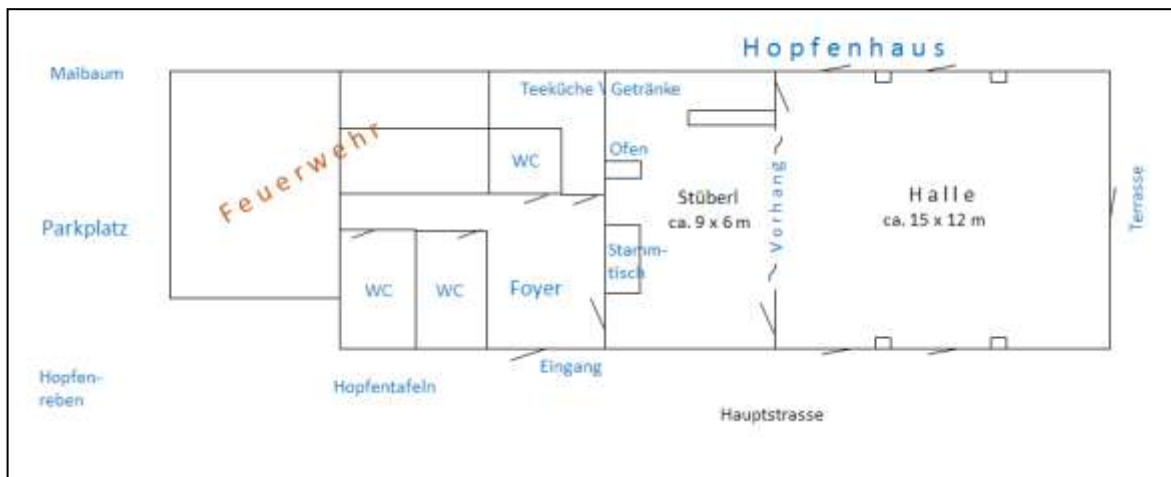 Hopfenhaus
Maibaum
Teeküche
Getränke
Feuerwehr
WC
Ofen
Stüberl
ca. 9 x 6 m
Vorhang
Halle
ca. 15 x 12 m
Terrasse
Parkplatz
Stamm-
tisch
WC
WC
Foyer
Eingang
Hopfen-
reben
Hopfentafeln
Hauptstrasse